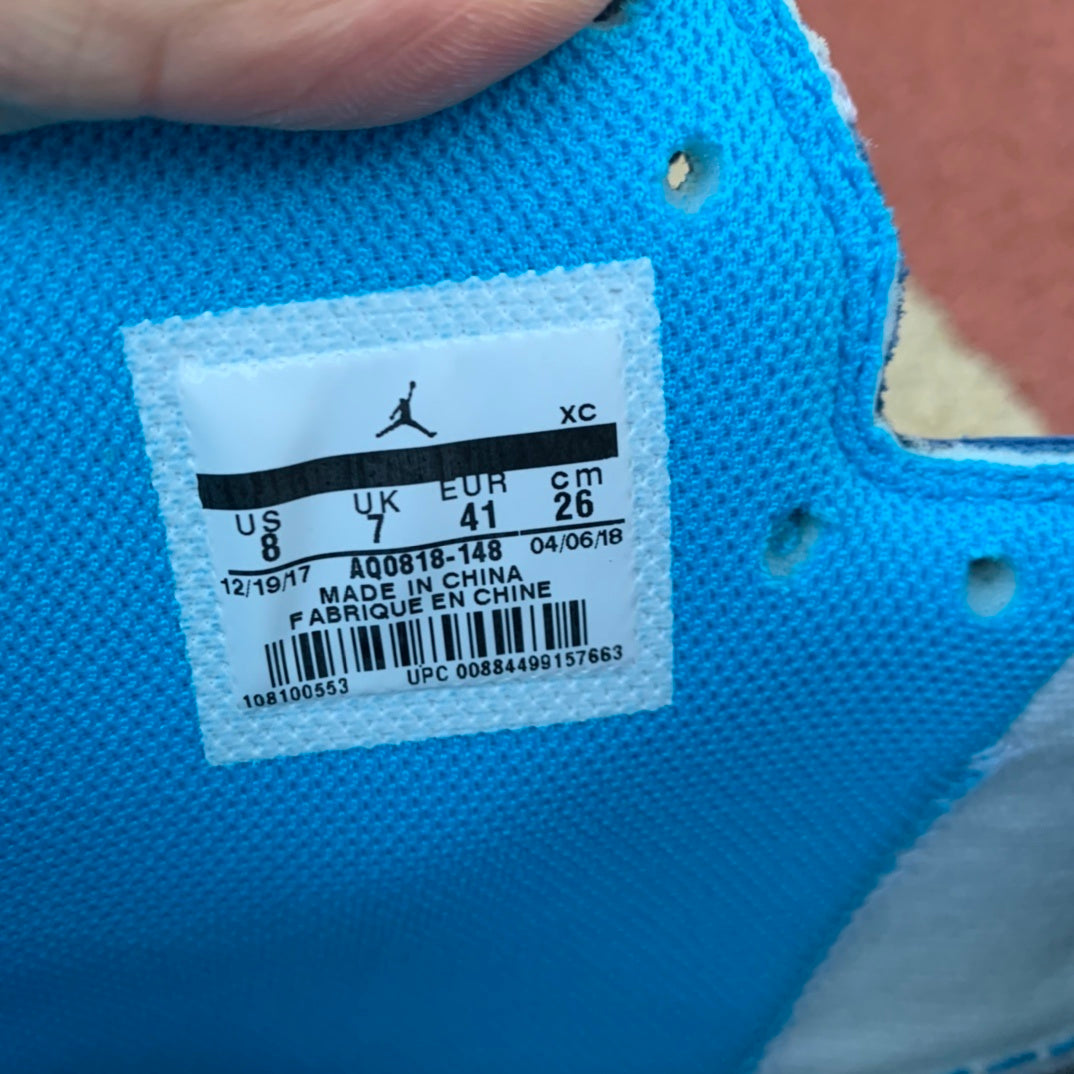 XC
US UK EUR cm
8 7 41 26
12/19/17 AQ0818-148 04/06/18
MADE IN CHINA
FABRIQUE EN CHINE
108100553 UPC 00884499157663